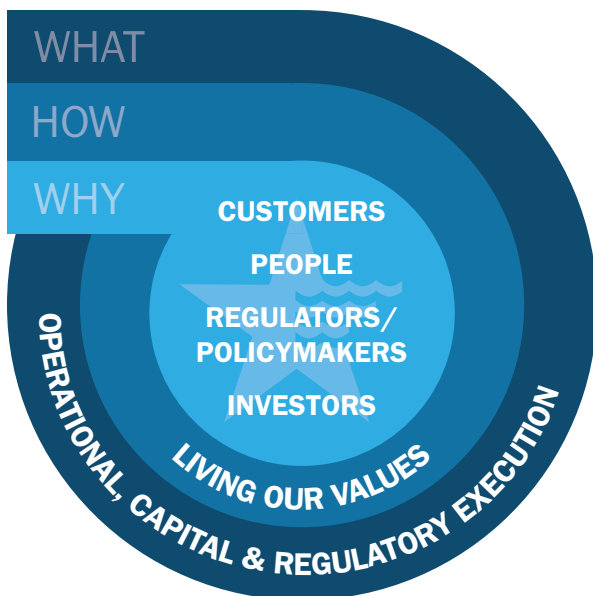 WHAT
HOW
WHY
CUSTOMERS
PEOPLE
REGULATORS/
POLICYMAKERS
INVESTORS
LIVING OUR VALUES
OPERATIONAL, CAPITAL & REGULATORY EXECUTION